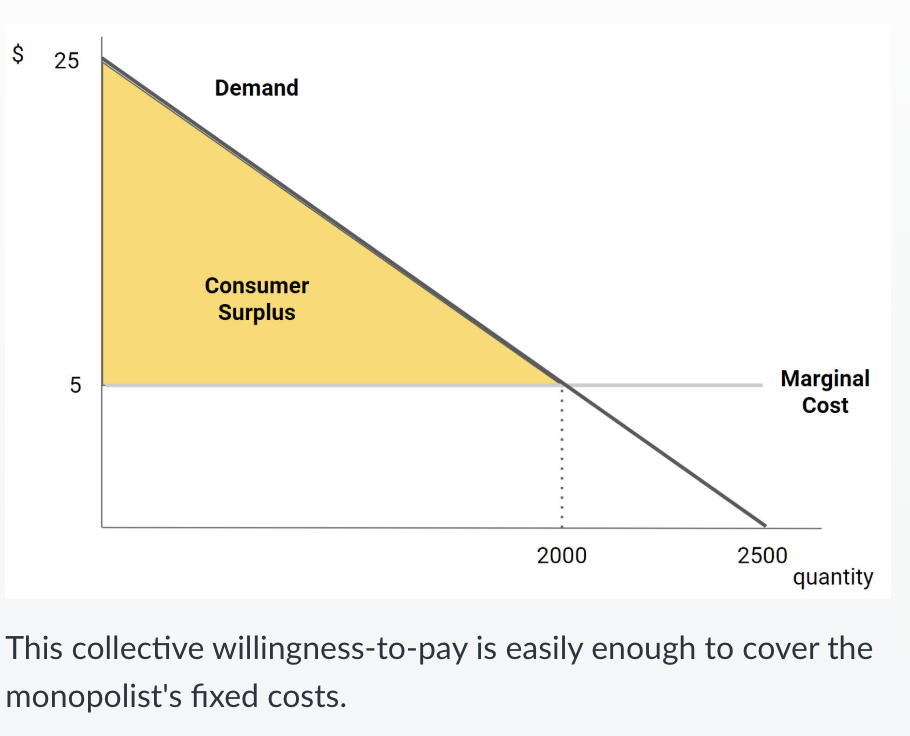 $
25
Demand
Consumer
Surplus
5
Marginal
Cost
2000
2500
quantity
This collective willingness-to-pay is easily enough to cover the
monopolist's fixed costs.